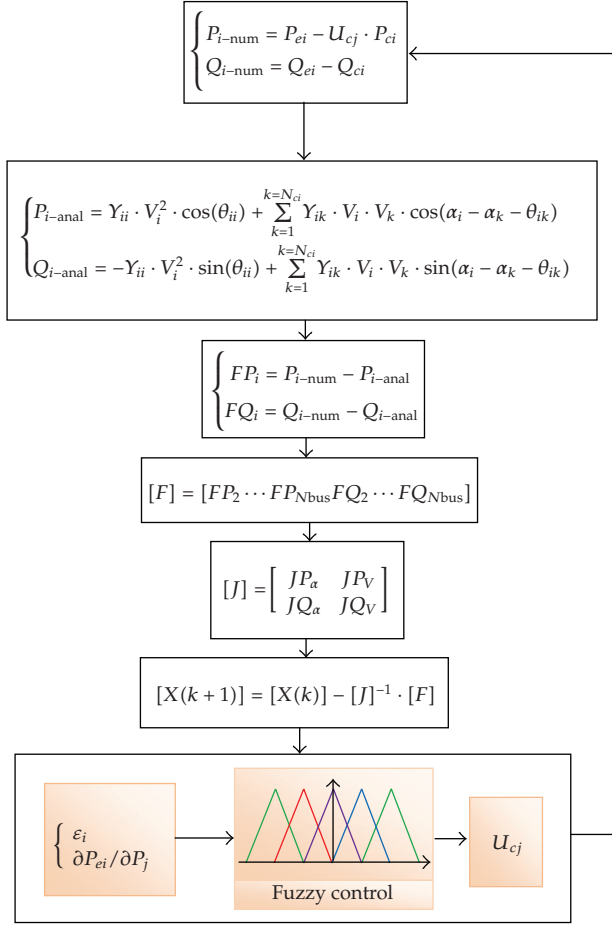 P_{i−num} = P_{ei} − U_{cj} · P_{ci}
Q_{i−num} = Q_{ei} − Q_{ci}
P_{i−anal} = Y_{ii} · V_i^2 · cos(θ_{ii}) + ∑_{k=1}^{k=N_{ci}} Y_{ik} · V_i · V_k · cos(α_i − α_k − θ_{ik})
Q_{i−anal} = −Y_{ii} · V_i^2 · sin(θ_{ii}) + ∑_{k=1}^{k=N_{ci}} Y_{ik} · V_i · V_k · sin(α_i − α_k − θ_{ik})
FP_i = P_{i−num} − P_{i−anal}
FQ_i = Q_{i−num} − Q_{i−anal}
[F] = [FP_2 ··· FP_{Nbus} FQ_2 ··· FQ_{Nbus}]
[J] = [ JP_α JP_V
JQ_α JQ_V ]
[X(k + 1)] = [X(k)] − [J]^{-1} · [F]
ε_i
∂P_{ei}/∂P_j
Fuzzy control
U_{cj}